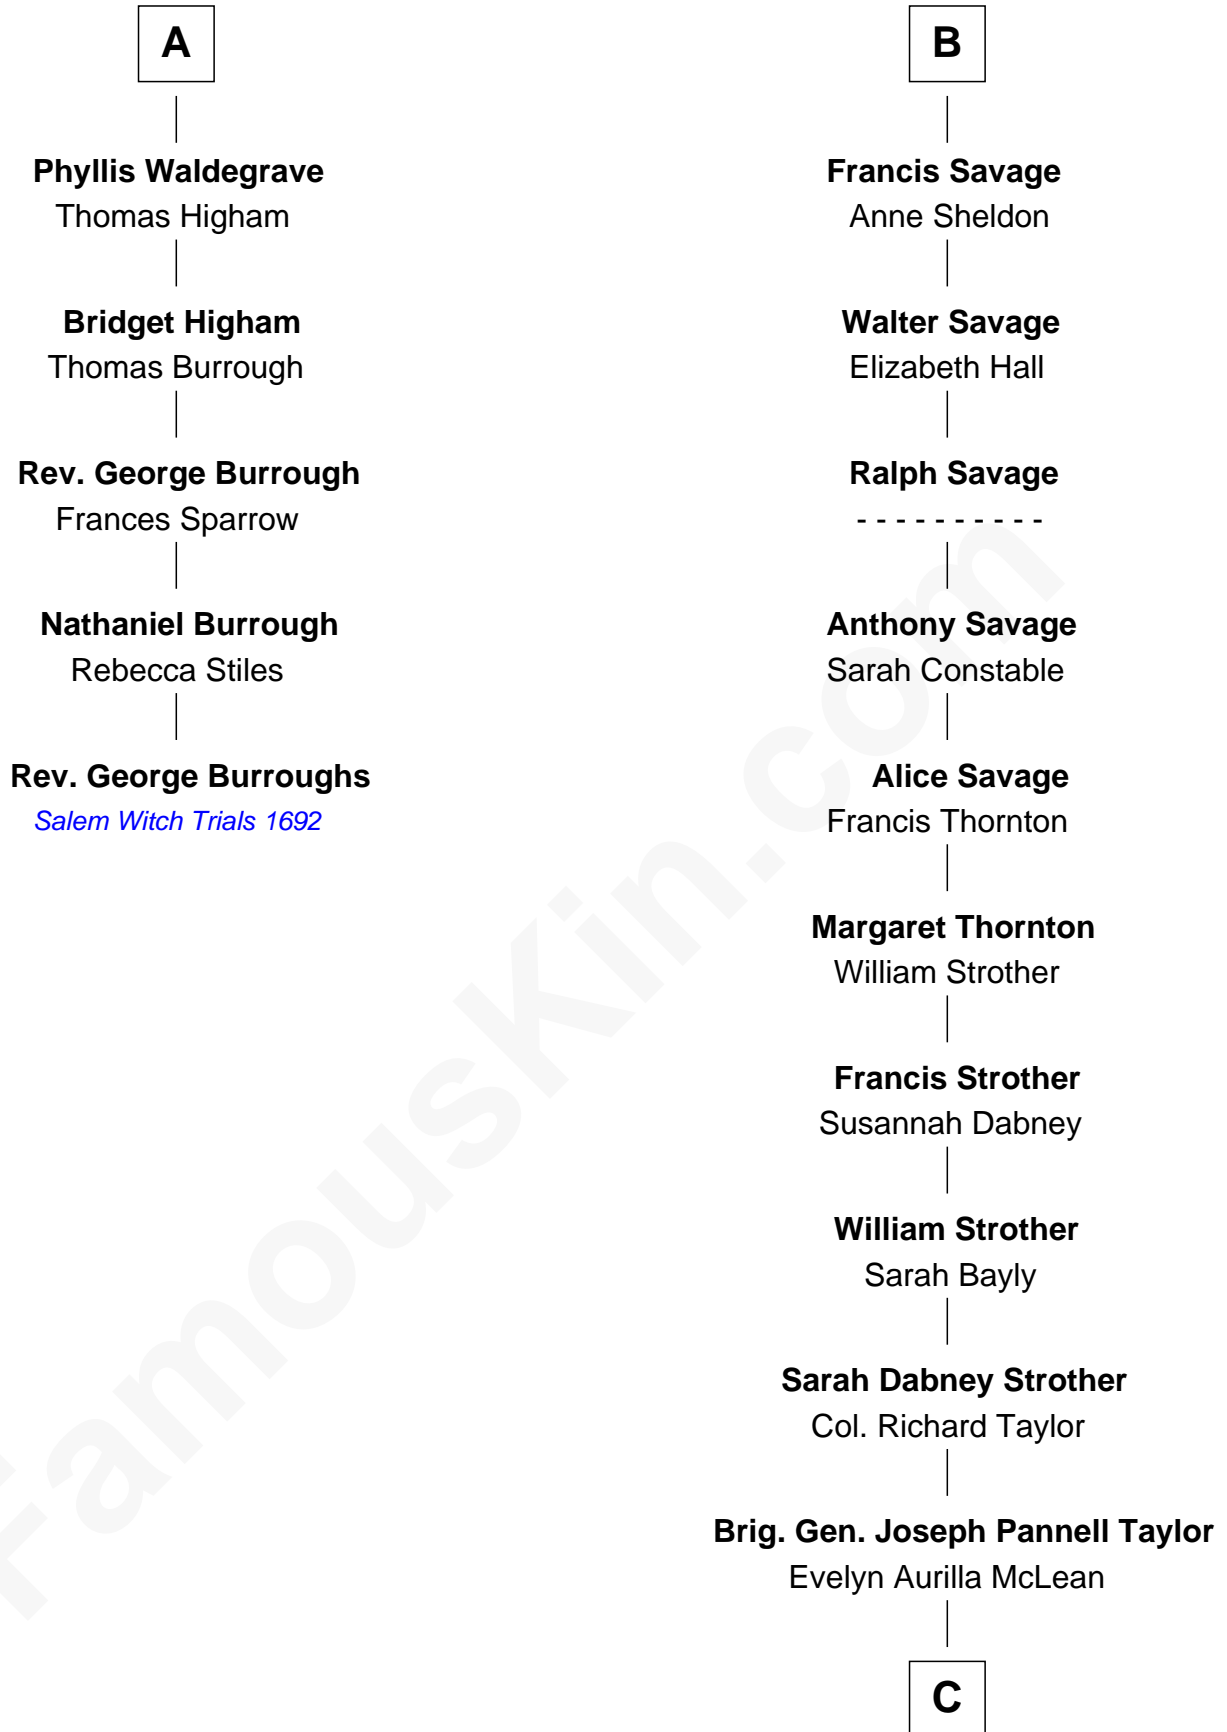 A
Phyllis Waldegrave
Thomas Higham
Bridget Higham
Thomas Burrough
Rev. George Burrough
Frances Sparrow
Nathaniel Burrough
Rebecca Stiles
Rev. George Burroughs
Salem Witch Trials 1692
B
Francis Savage
Anne Sheldon
Walter Savage
Elizabeth Hall
Ralph Savage
- - - - - - - - - -
Anthony Savage
Sarah Constable
Alice Savage
Francis Thornton
Margaret Thornton
William Strother
Francis Strother
Susannah Dabney
William Strother
Sarah Bayly
Sarah Dabney Strother
Col. Richard Taylor
Brig. Gen. Joseph Pannell Taylor
Evelyn Aurilla McLean
C
FamousKin.com